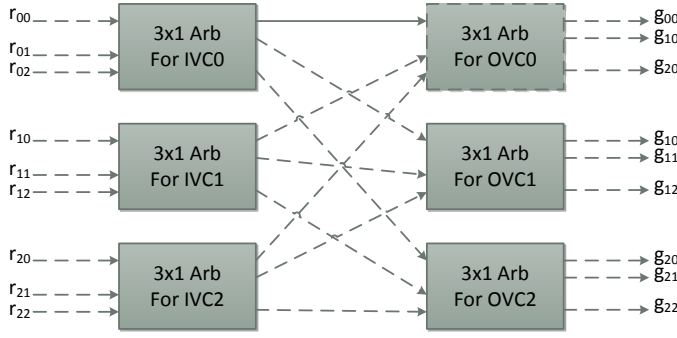 r00 3x1 Arb For IVC0 3x1 Arb For OVC0 g00
r01 g10
r02 g20
r10 3x1 Arb For IVC1 3x1 Arb For OVC1 g10
r11 g11
r12 g12
r20 3x1 Arb For IVC2 3x1 Arb For OVC2 g20
r21 g21
r22 g22